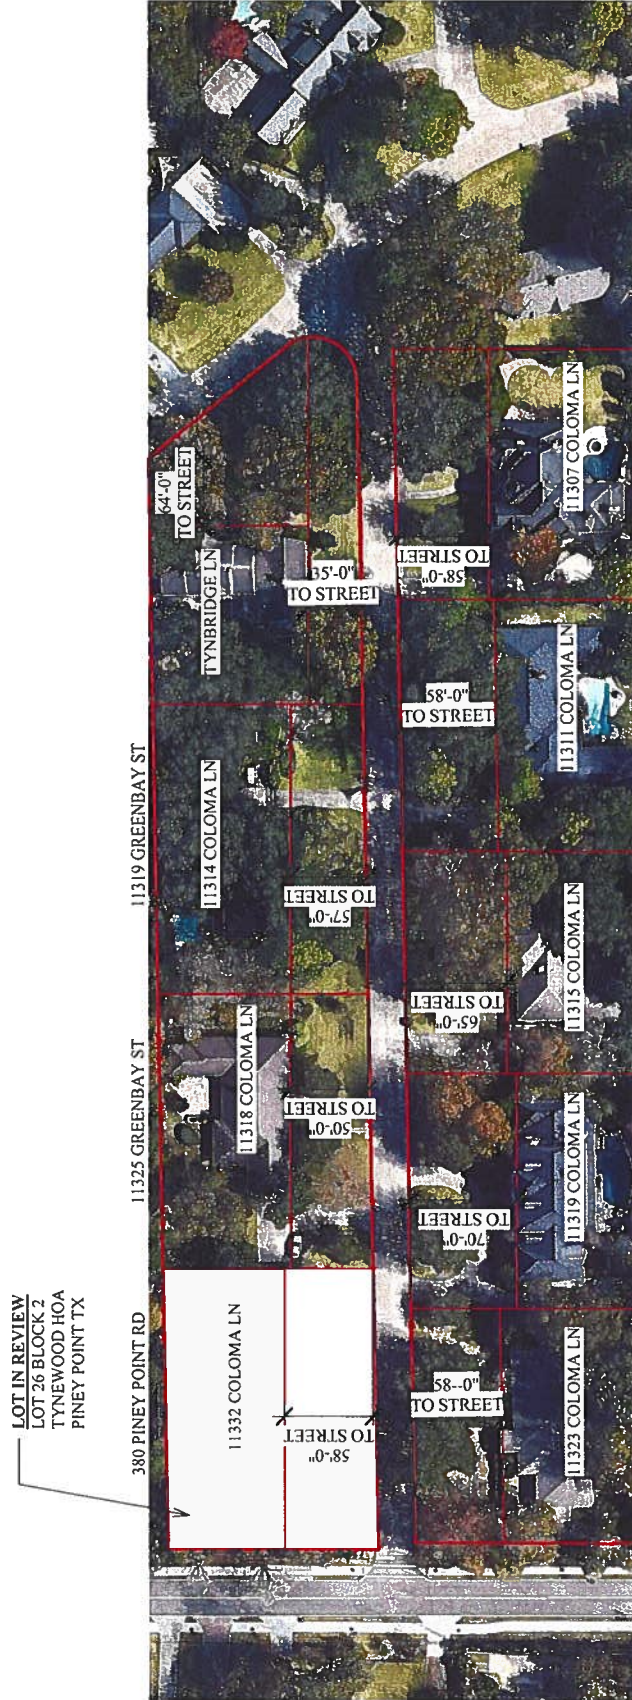 LOT IN REVIEW
LOT 26 BLOCK 2
TYNEWOOD HOA
PINEY POINT TX
380 PINEY POINT RD
11325 GREENBAY ST
11319 GREENBAY ST
11332 COLOMA LN
58'-0"
TO STREET
11318 COLOMA LN
50'-0"
TO STREET
11314 COLOMA LN
57'-0"
TO STREET
TYNBRIDGE LN
35'-0"
TO STREET
64'-0"
TO STREET
58--0"
TO STREET
11323 COLOMA LN
70'-0"
TO STREET
11319 COLOMA LN
65'-0"
TO STREET
11315 COLOMA LN
58'-0"
TO STREET
11311 COLOMA LN
58'-0"
TO STREET
11307 COLOMA LN